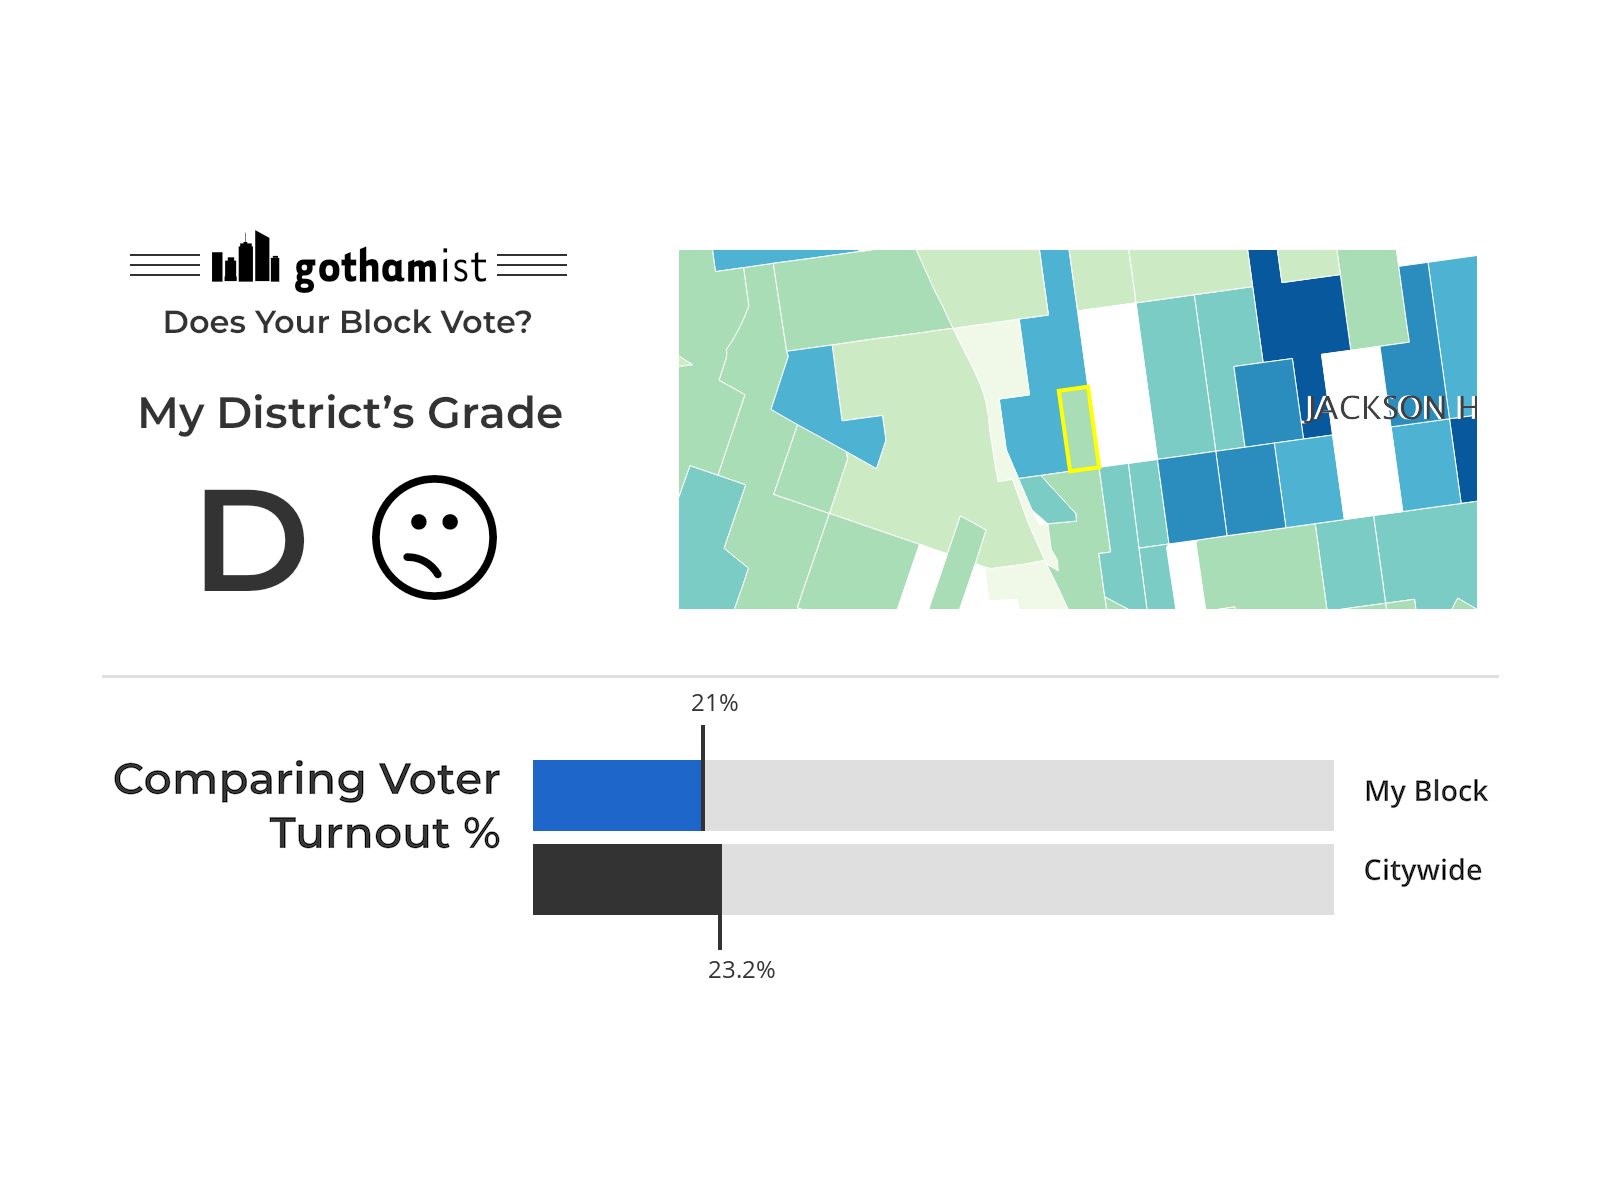 gothamist
Does Your Block Vote?
My District’s Grade
D
JACKSON H
21%
Comparing Voter
Turnout %
My Block
Citywide
23.2%